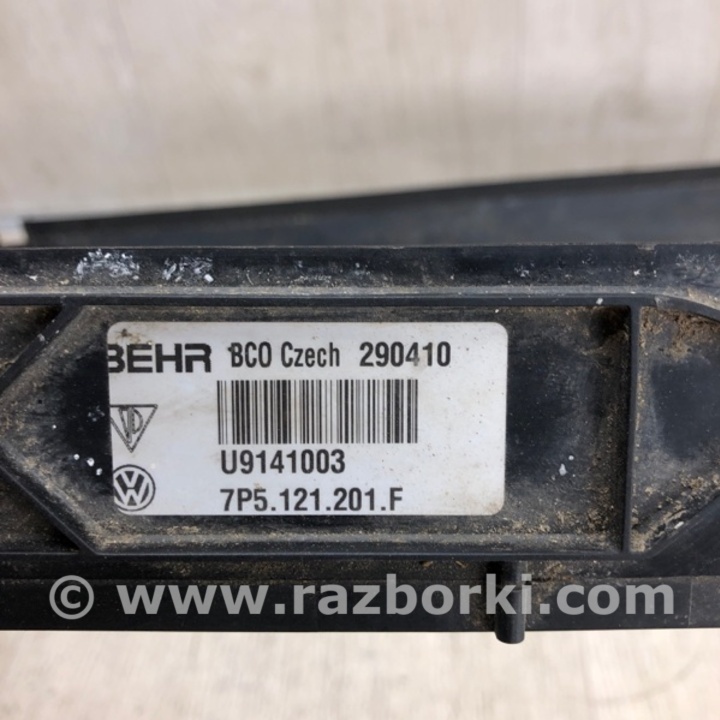 BEHR BCO Czech 290410
U9141003
7P5.121.201.F
© www.razborki.com